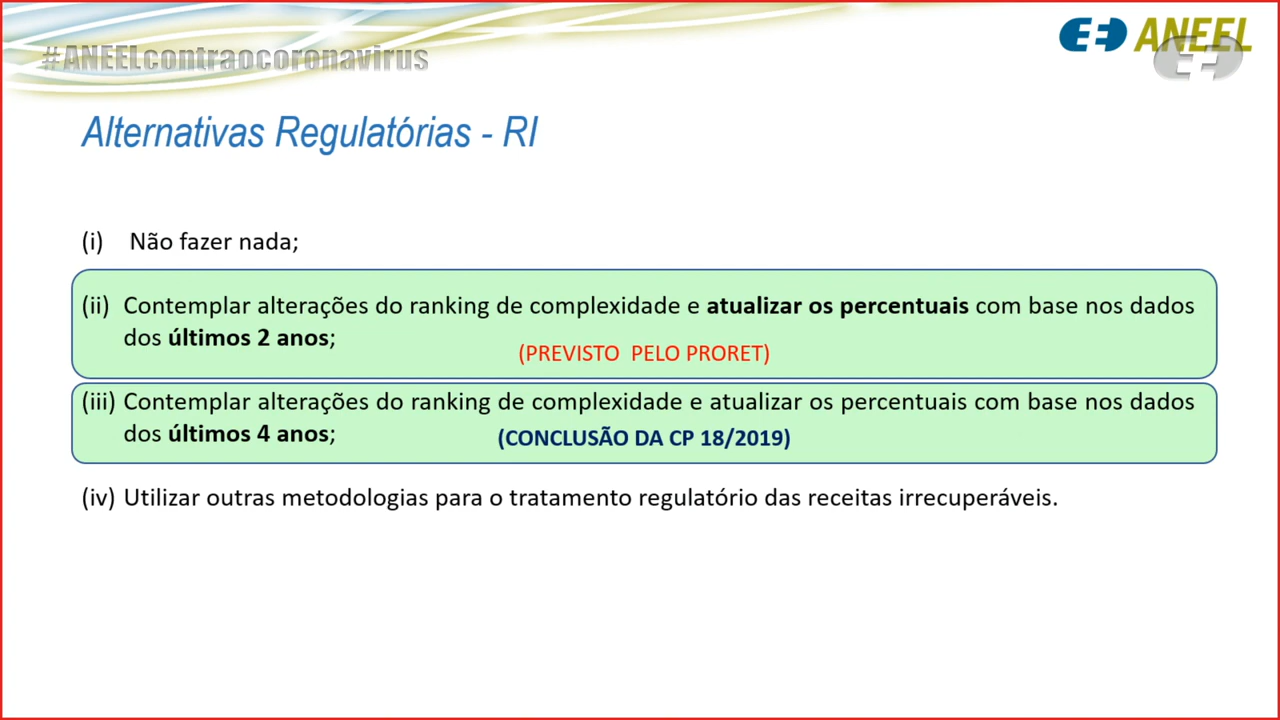 #ANEELcontraocoronavirus
ANEEL
Alternativas Regulatórias - RI
(i) Não fazer nada;
(ii) Contemplar alterações do ranking de complexidade e atualizar os percentuais com base nos dados
dos últimos 2 anos;
(PREVISTO PELO PRORET)
(iii) Contemplar alterações do ranking de complexidade e atualizar os percentuais com base nos dados
dos últimos 4 anos;
(CONCLUSÃO DA CP 18/2019)
(iv) Utilizar outras metodologias para o tratamento regulatório das receitas irrecuperáveis.